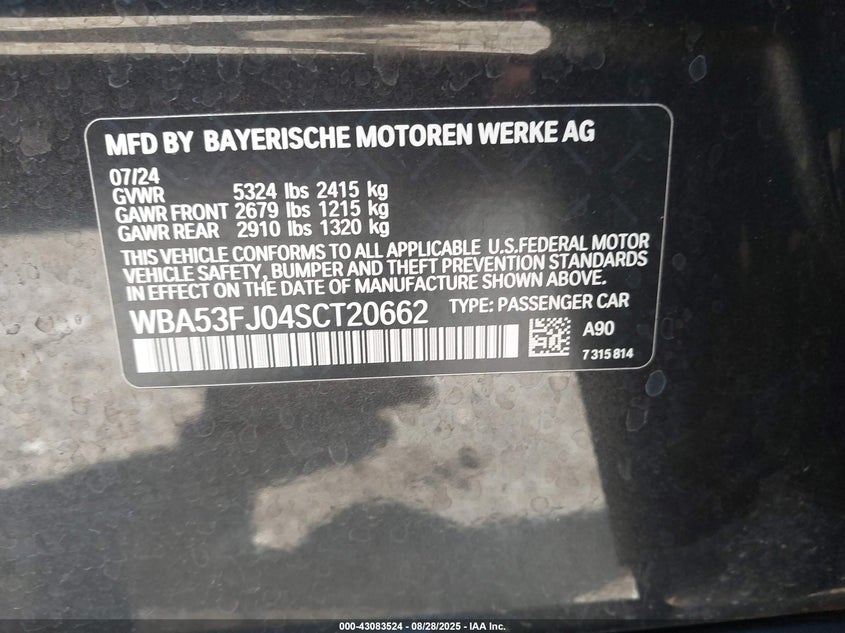 MFD BY BAYERISCHE MOTOREN WERKE AG
07/24
GVWR 5324 lbs 2415 kg
GAWR FRONT 2679 lbs 1215 kg
GAWR REAR 2910 lbs 1320 kg
THIS VEHICLE CONFORMS TO ALL APPLICABLE U.S.FEDERAL MOTOR
VEHICLE SAFETY, BUMPER AND THEFT PREVENTION STANDARDS
IN EFFECT ON THE DATE OF MANUFACTURE SHOWN ABOVE.
WBA53FJ04SCT20662 TYPE: PASSENGER CAR
A90
7 315 814
000-43083524 - 08/28/2025 - IAA Inc.